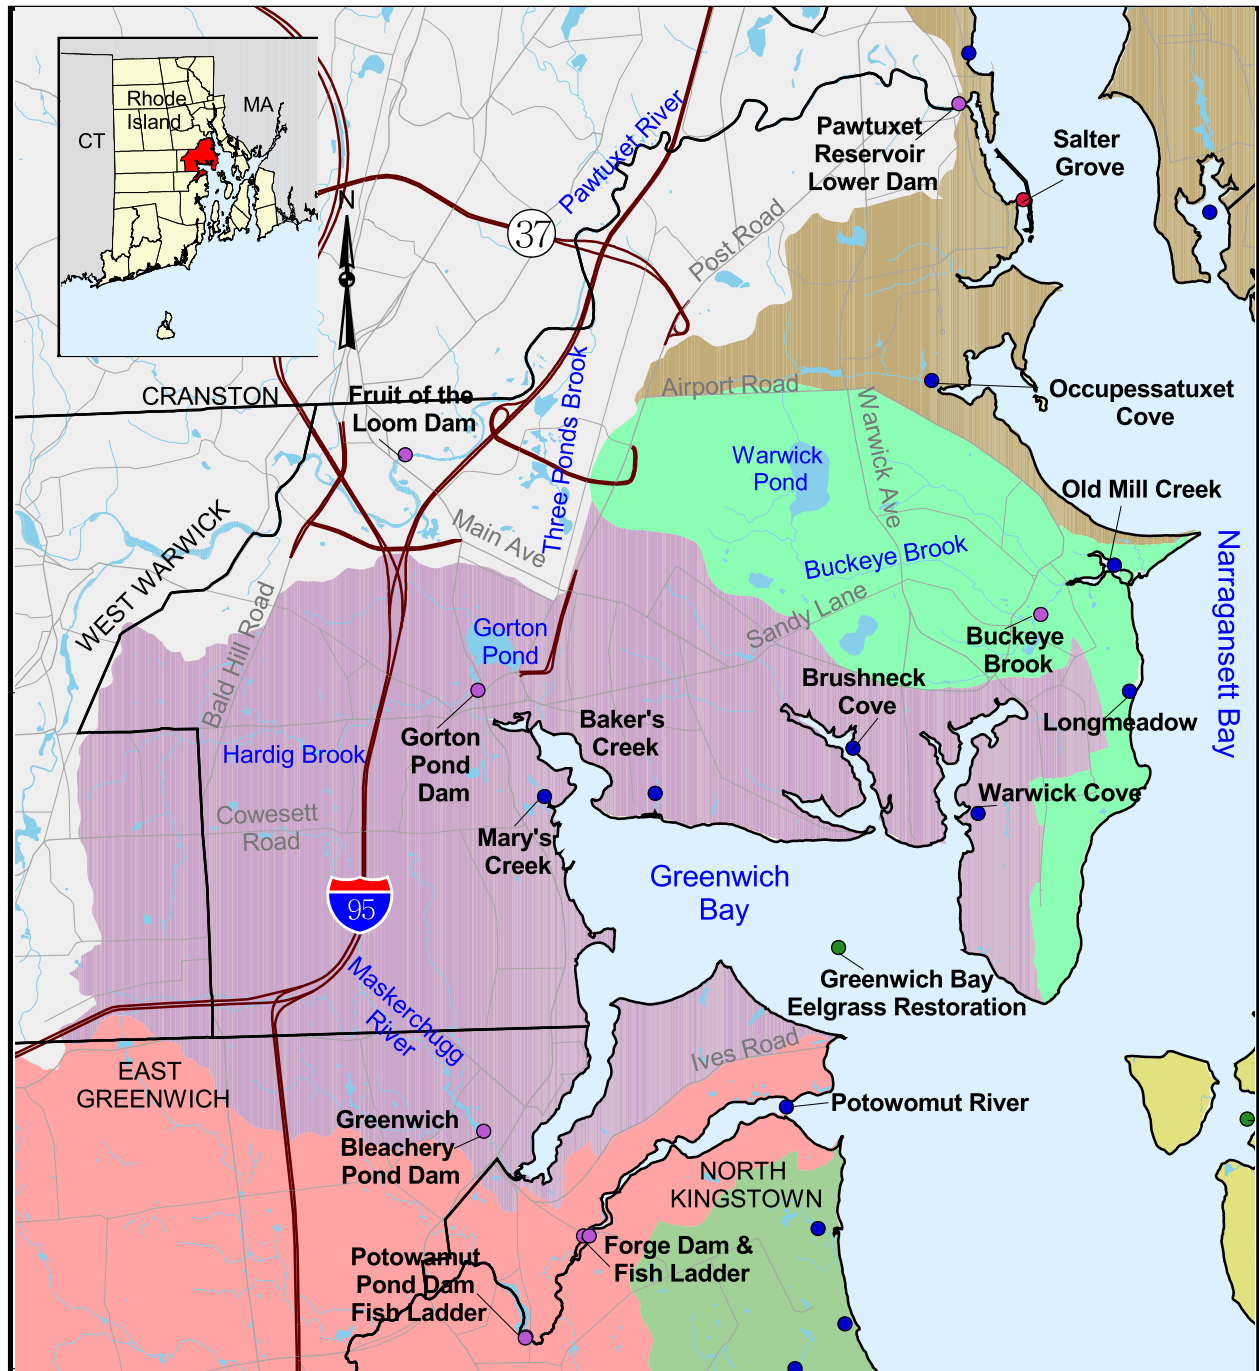 Rhode
Island
MA
CT
N
Pawtuxet River
37
Post Road
Pawtuxet
Reservoir
Lower Dam
Salter
Grove
CRANSTON
Fruit of the
Loom Dam
Three Ponds Brook
Airport Road
Warwick Ave
Occupessatuxet
Cove
Warwick
Pond
Old Mill Creek
WEST WARWICK
Main Ave
Buckeye Brook
Narragansett Bay
Bald Hill Road
Gorton
Pond
Sandy Lane
Buckeye
Brook
Brushneck
Cove
Longmeadow
Hardig Brook
Gorton
Pond
Dam
Baker's
Creek
Warwick Cove
Cowesett
Road
Mary's
Creek
95
Greenwich
Bay
Greenwich Bay
Eelgrass Restoration
Maskerchugg
River
Ives Road
EAST
GREENWICH
Potowomut River
Greenwich
Bleachery
Pond Dam
NORTH
KINGSTOWN
Forge Dam &
Fish Ladder
Potowamut
Pond Dam
Fish Ladder